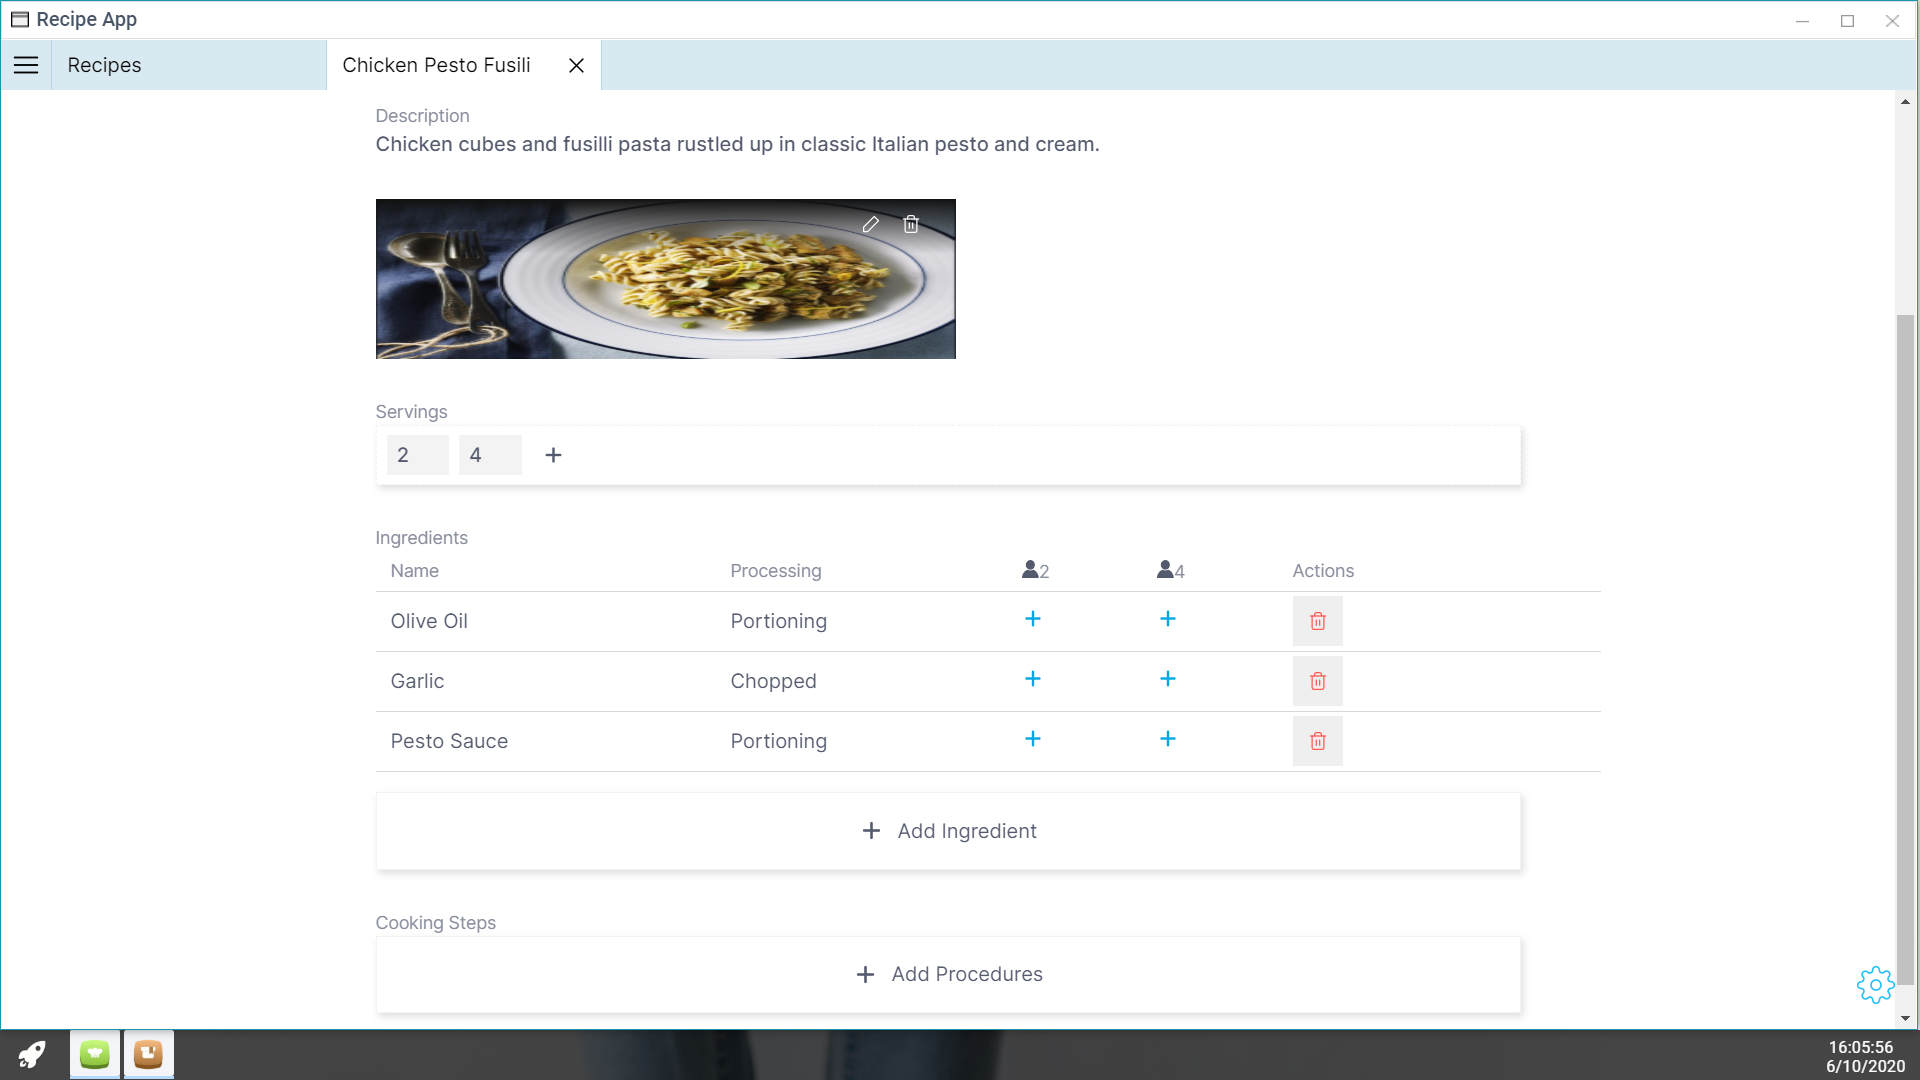 Recipe App
Recipes
Chicken Pesto Fusili
Description
Chicken cubes and fusilli pasta rustled up in classic Italian pesto and cream.
Servings
2 4 +
Ingredients
Name Processing 2 4 Actions
Olive Oil Portioning + +
Garlic Chopped + +
Pesto Sauce Portioning + +
+ Add Ingredient
Cooking Steps
+ Add Procedures
16:05:56
6/10/2020